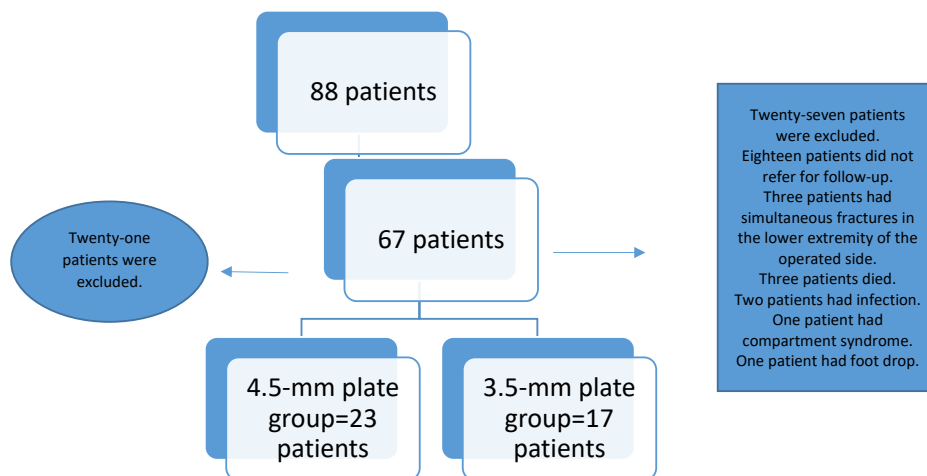 88 patients
67 patients
Twenty-one
patients were
excluded.
Twenty-seven patients
were excluded.
Eighteen patients did not
refer for follow-up.
Three patients had
simultaneous fractures in
the lower extremity of the
operated side.
Three patients died.
Two patients had infection.
One patient had
compartment syndrome.
One patient had foot drop.
4.5-mm plate
group=23
patients
3.5-mm plate
group=17
patients